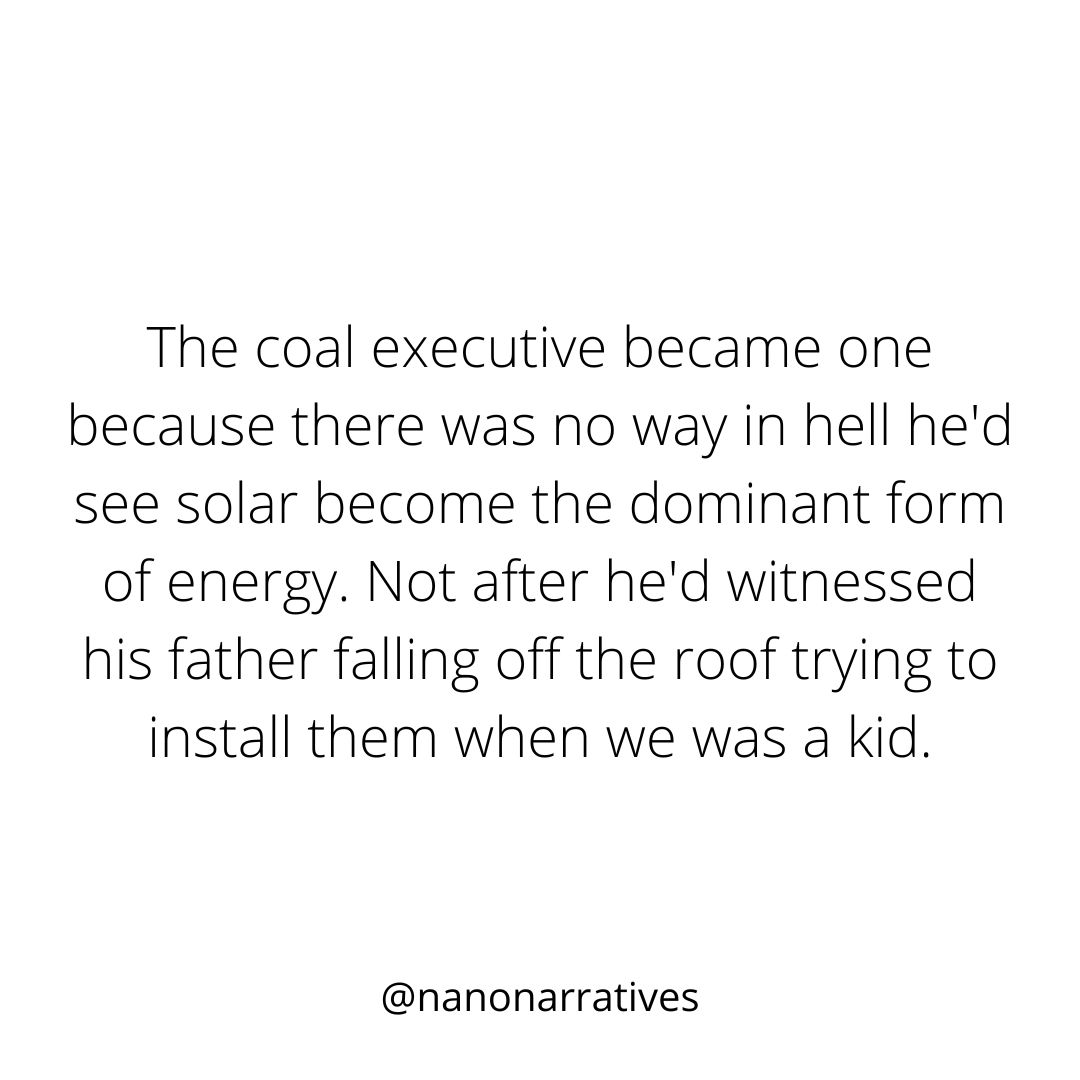 The coal executive became one
because there was no way in hell he'd
see solar become the dominant form
of energy. Not after he'd witnessed
his father falling off the roof trying to
install them when we was a kid.
@nanonarratives